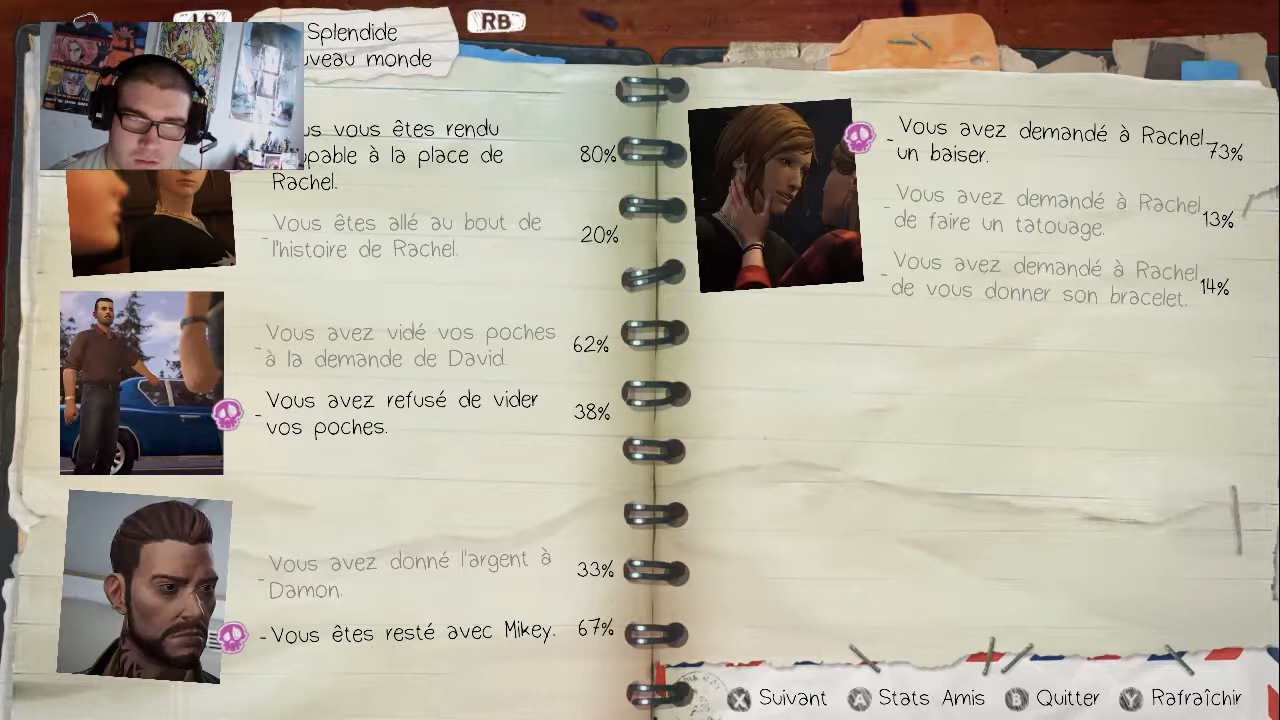 RB
Splendide
monde
vous êtes rendu
à la place de
80%
Rachel.
Vous êtes allé au bout de
l'histoire de Rachel.
20%
Vous avez vidé vos poches
à la demande de David.
62%
Vous avez refusé de vider
vos poches.
38%
Vous avez donné l'argent à
Damon.
33%
-Vous êtes resté avec Mikey. 67%
Vous avez demandé à Rachel
un baiser.
73%
Vous avez demandé à Rachel
de faire un tatouage.
13%
Vous avez demandé à Rachel
de vous donner son bracelet.
14%
X Suivant A Stats Amis B Quitter Y Rafraîchir